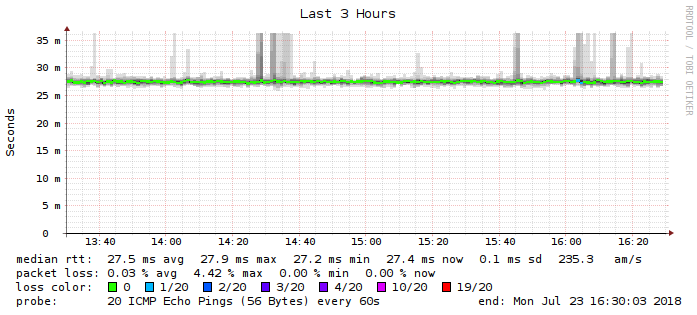 Last 3 Hours
RRDTOOL / TOBI OETIKER
Seconds
35 m
30 m
25 m
20 m
15 m
10 m
5 m
0
13:40 14:00 14:20 14:40 15:00 15:20 15:40 16:00 16:20
median rtt: 27.5 ms avg 27.9 ms max 27.2 ms min 27.4 ms now 0.1 ms sd 235.3 am/s
packet loss: 0.03 % avg 4.42 % max 0.00 % min 0.00 % now
loss color: 0 1/20 2/20 3/20 4/20 10/20 19/20
probe: 20 ICMP Echo Pings (56 Bytes) every 60s end: Mon Jul 23 16:30:03 2018